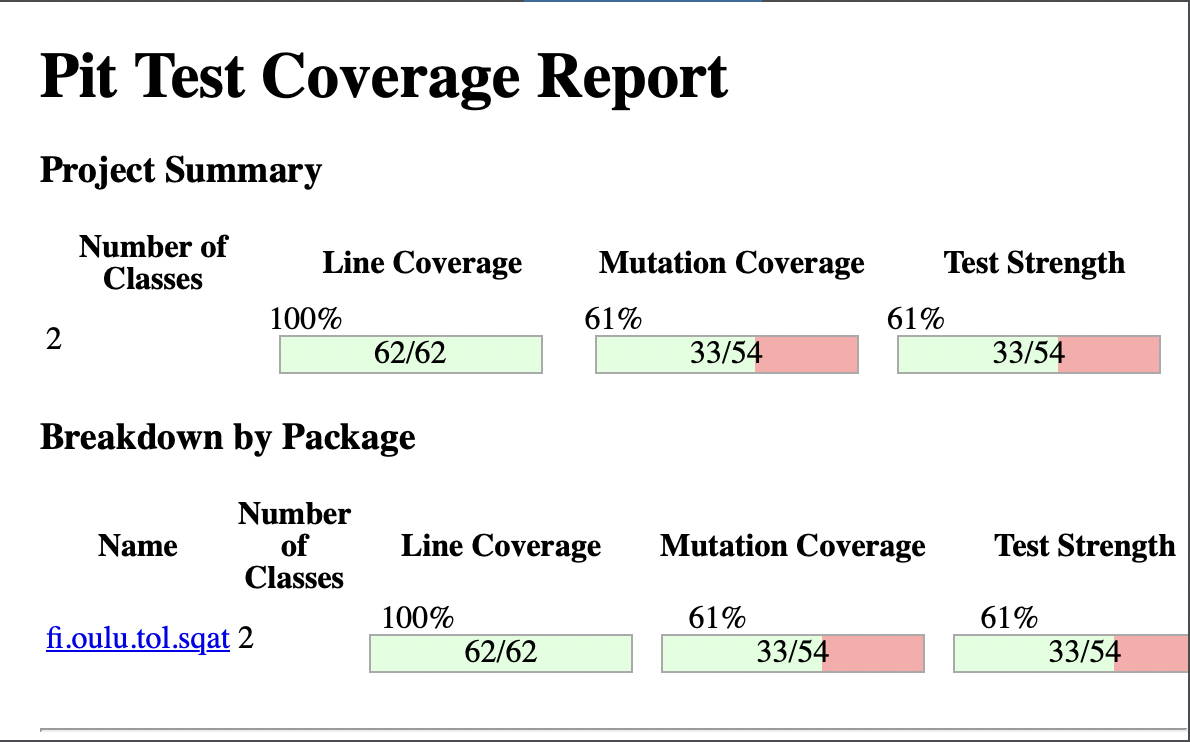 Pit Test Coverage Report
Project Summary
Number of Classes Line Coverage Mutation Coverage Test Strength
2 100% 62/62 61% 33/54 61% 33/54
Breakdown by Package
Name Number of Classes Line Coverage Mutation Coverage Test Strength
fi.oulu.tol.sqat 2 100% 62/62 61% 33/54 61% 33/54